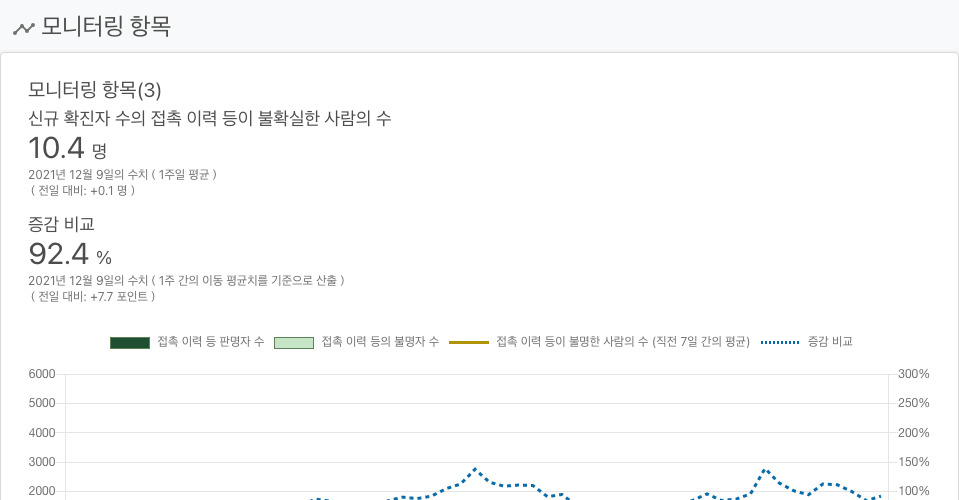 모니터링 항목
모니터링 항목(3)
신규 확진자 수의 접촉 이력 등이 불확실한 사람의 수
10.4 명
2021년 12월 9일의 수치 ( 1주일 평균 )
( 전일 대비: +0.1 명 )
증감 비교
92.4 %
2021년 12월 9일의 수치 ( 1주 간의 이동 평균치를 기준으로 산출 )
( 전일 대비: +7.7 포인트 )
접촉 이력 등 판명자 수 접촉 이력 등의 불명자 수 접촉 이력 등이 불명한 사람의 수 (직전 7일 간의 평균) 증감 비교
6000 300%
5000 250%
4000 200%
3000 150%
2000 100%